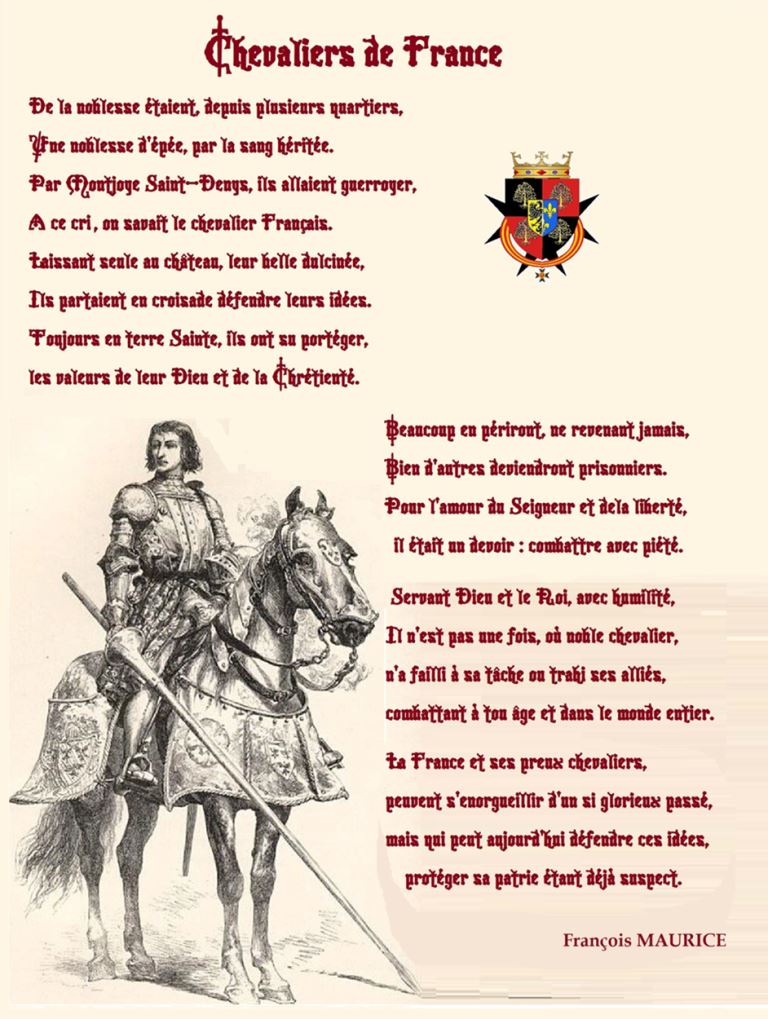 Chevaliers de France
De la noblesse étaient, depuis plusieurs quartiers,
Une noblesse d'épée, par la sang héritée.
Par Montjoye Saint-Denys, ils allaient guerroyer,
A ce cri, on savait le chevalier Français.
Laissant seule au château, leur belle dulcinée,
Ils partaient en croisade défendre leurs idées.
Toujours en terre Sainte, ils ont su portéger,
les valeurs de leur Dieu et de la Chrétienté.
Beaucoup en périront, ne revenant jamais,
Bien d'autres deviendront prisonniers.
Pour l'amour du Seigneur et dela liberté,
il était un devoir : combattre avec piété.
Servant Dieu et le Roi, avec humilité,
Il n'est pas une fois, où noble chevalier,
n'a failli à sa tâche ou trahi ses alliés,
combattant à tou âge et dans le monde entier.
La France et ses preux chevaliers,
peuvent s'enorgueillir d'un si glorieux passé,
mais qui peut aujourd'hui défendre ces idées,
protéger sa patrie étant déjà suspect.
François MAURICE